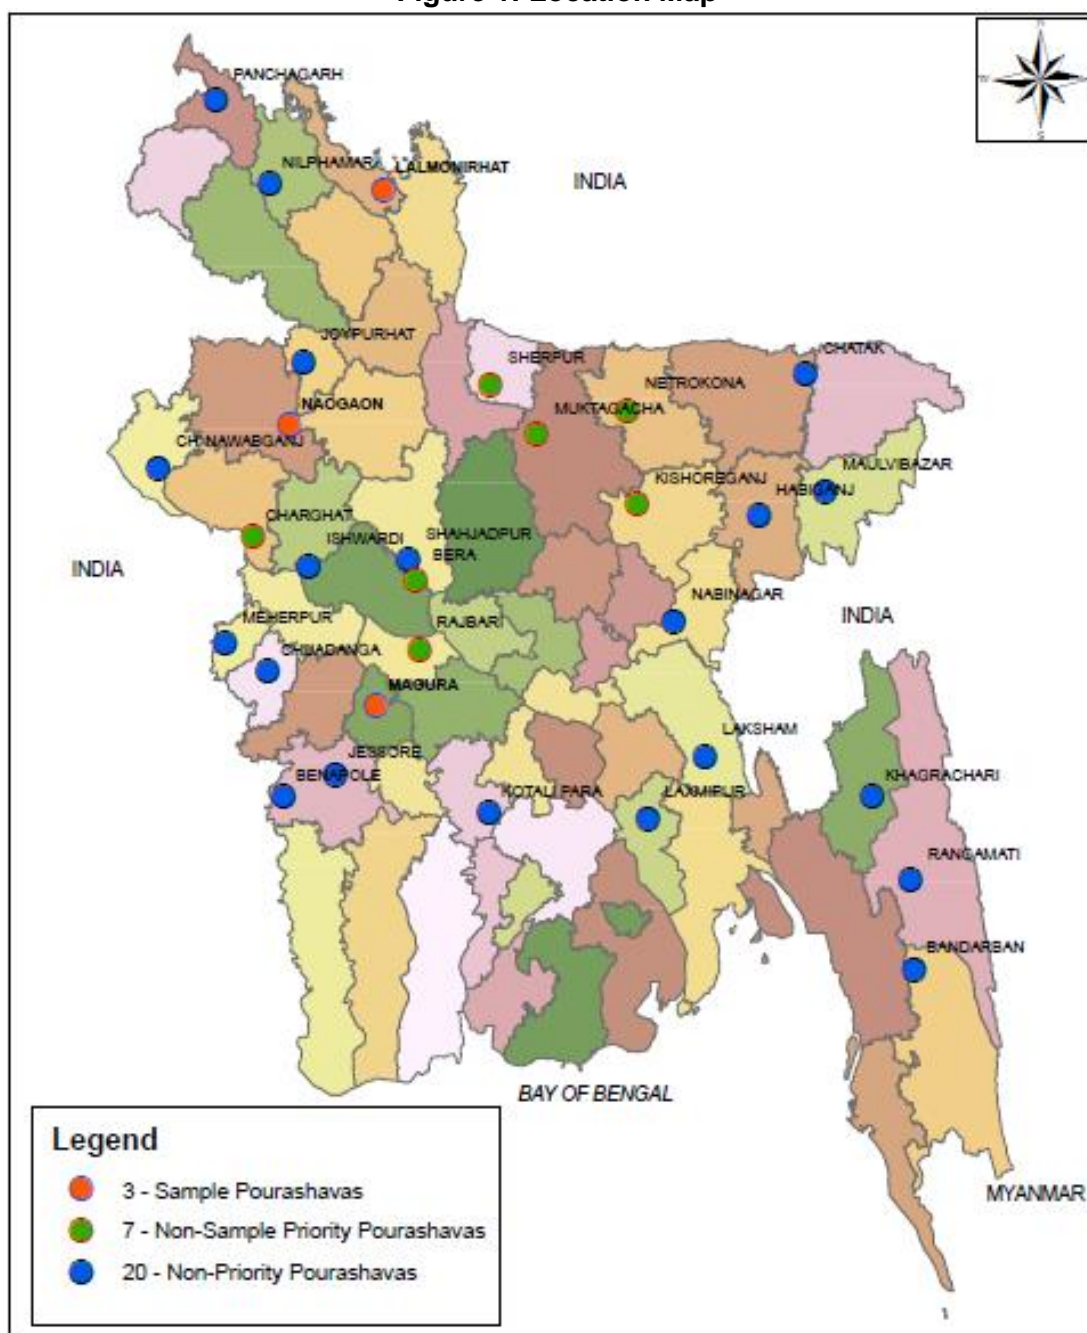 Figure 1: Location Map
N
W
S
PANCHAGARH
NILPHAMARI
LALMONIRHAT
INDIA
JOYPURHAT
SHERPUR
CHATAK
NETROKONA
NAOGAON
MUKTAGACHA
CH NAWABGANJ
MAULVIBAZAR
KISHOREGANJ
HABIGANJ
CHARGHAT
ISHWARDI
SHAHJADPUR
BERA
INDIA
NABINAGAR
MEHERPUR
RAJBARI
INDIA
CHUADANGA
MAGURA
LAKSHAM
JESSORE
BENAPOLE
KOTALI PARA
LAXMIPUR
KHAGRACHARI
RANGAMATI
BANDARBAN
BAY OF BENGAL
MYANMAR
Legend
3 - Sample Pourashavas
7 - Non-Sample Priority Pourashavas
20 - Non-Priority Pourashavas